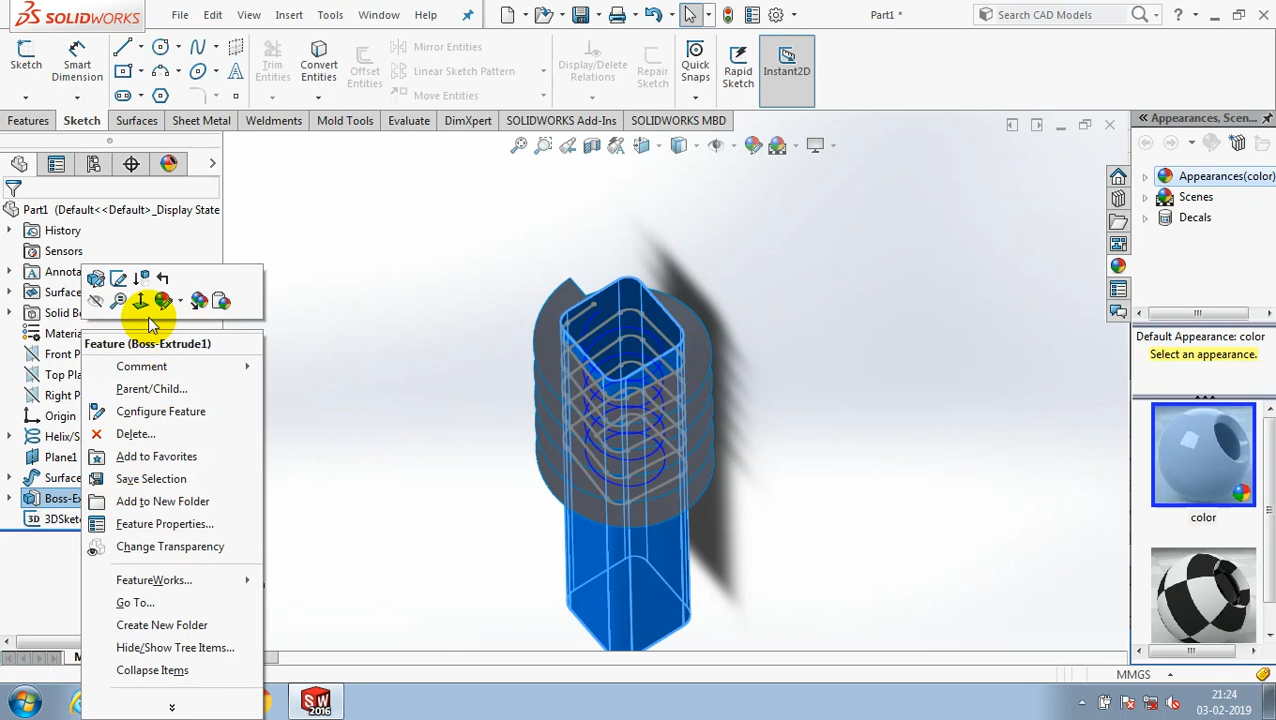 SOLIDWORKS
File Edit View Insert Tools Window Help
Part1 *
Search CAD Models
Sketch
Smart Dimension
Trim Entities
Convert Entities
Offset Entities
Mirror Entities
Linear Sketch Pattern
Move Entities
Display/Delete Relations
Repair Sketch
Quick Snaps
Rapid Sketch
Instant2D
Features Sketch Surfaces Sheet Metal Weldments Mold Tools Evaluate DimXpert SOLIDWORKS Add-Ins SOLIDWORKS MBD
Part1 (Default<<Default>_Display State
History
Sensors
Annota
Surface
Solid Bo
Materia
Front P
Top Pla
Right P
Origin
Helix/S
Plane1
Surface
Boss-Ex
3DSketc
Feature (Boss-Extrude1)
Comment
Parent/Child...
Configure Feature
Delete...
Add to Favorites
Save Selection
Add to New Folder
Feature Properties...
Change Transparency
FeatureWorks...
Go To...
Create New Folder
Hide/Show Tree Items...
Collapse Items
Appearances, Scen...
Appearances(color)
Scenes
Decals
Default Appearance: color
Select an appearance.
color
MMGS
SW
2016
21:24
03-02-2019